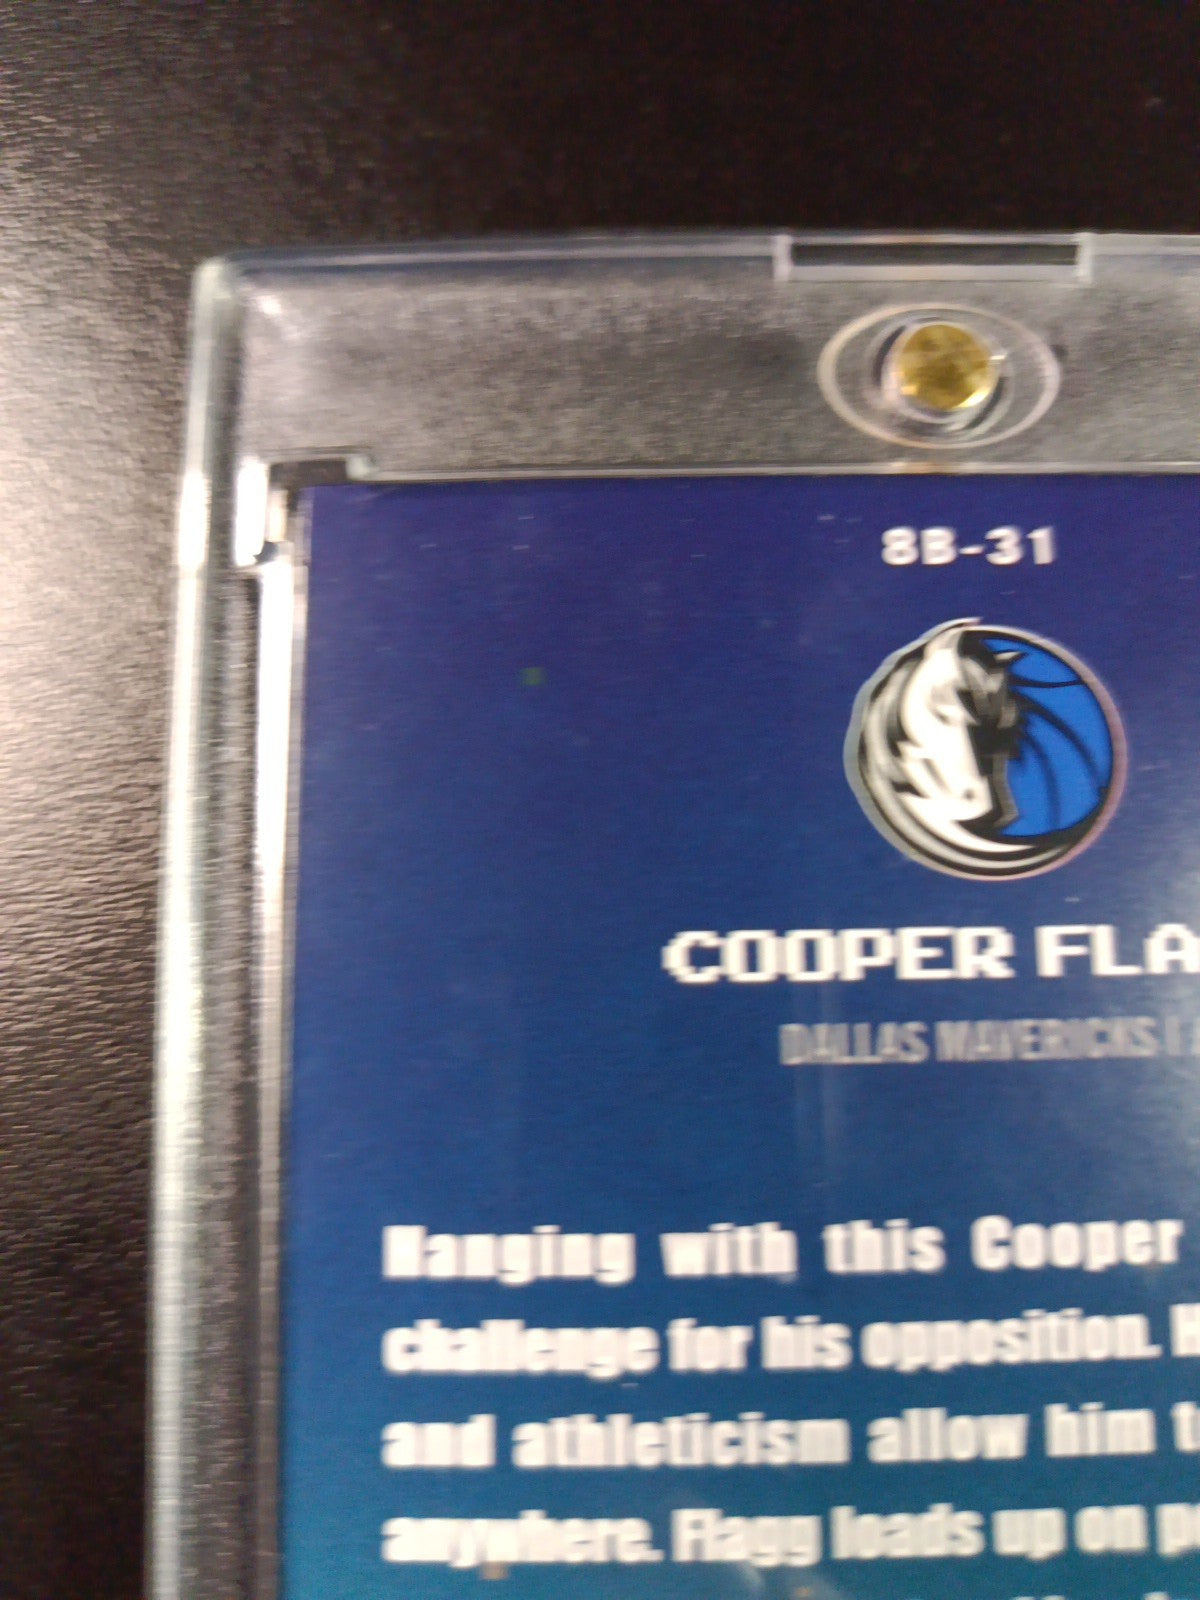 8B-31
COOPER FLA
DALLAS MAVERICKS |
Hanging with this Cooper
challenge for his opposition. H
and athleticism allow him t
anywhere. Flagg loads up on p